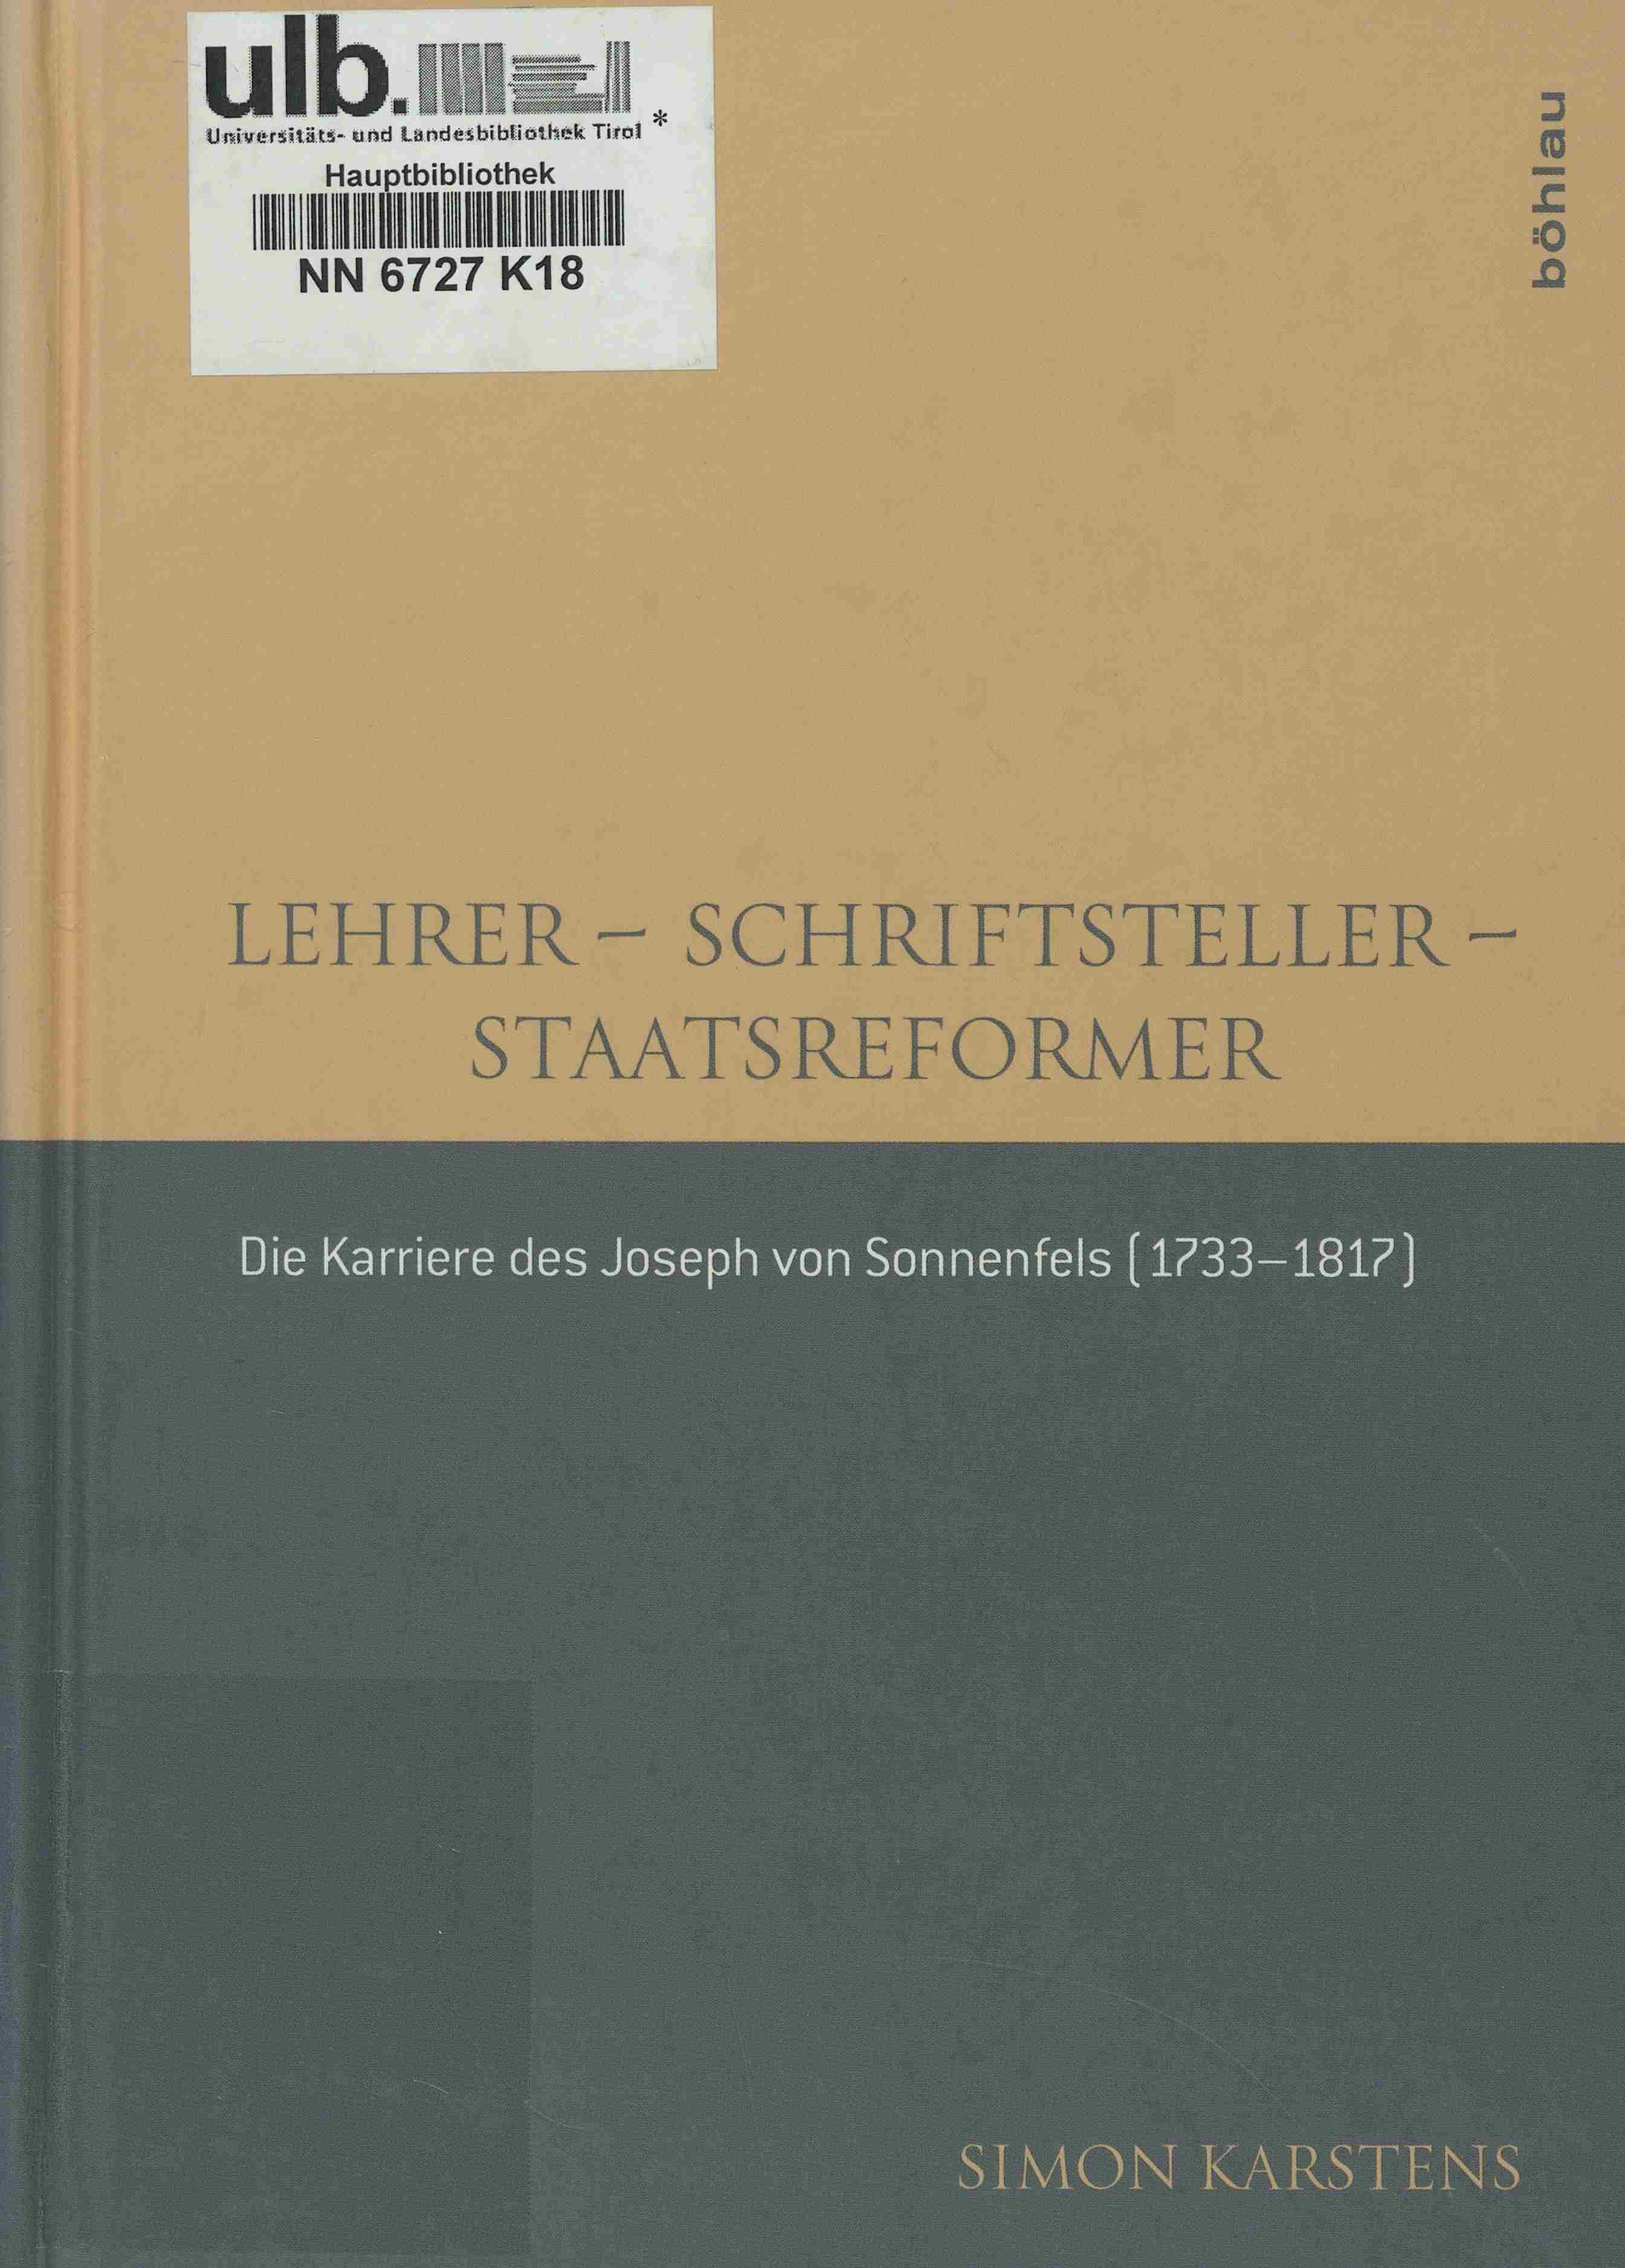 ulb.
Universitäts- und Landesbibliothek Tirol *
Hauptbibliothek
NN 6727 K18
böhlau
LEHRER – SCHRIFTSTELLER –
STAATSREFORMER
Die Karriere des Joseph von Sonnenfels (1733–1817)
SIMON KARSTENS